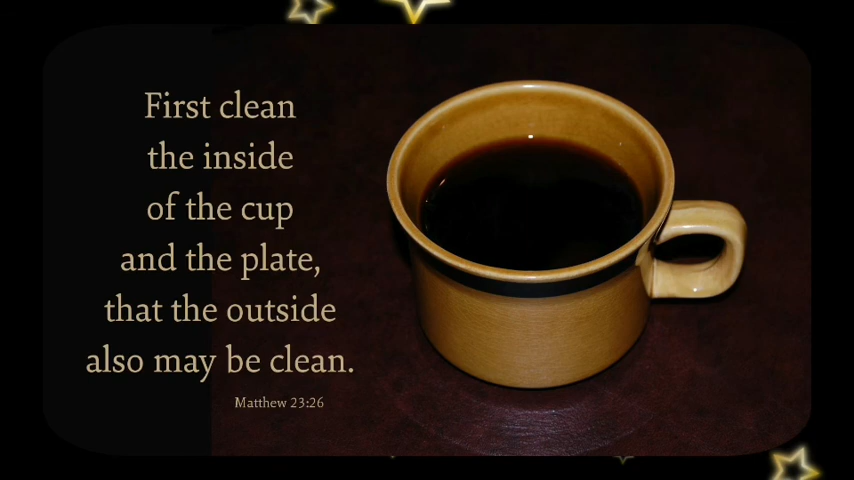 First clean
the inside
of the cup
and the plate,
that the outside
also may be clean.
Matthew 23:26